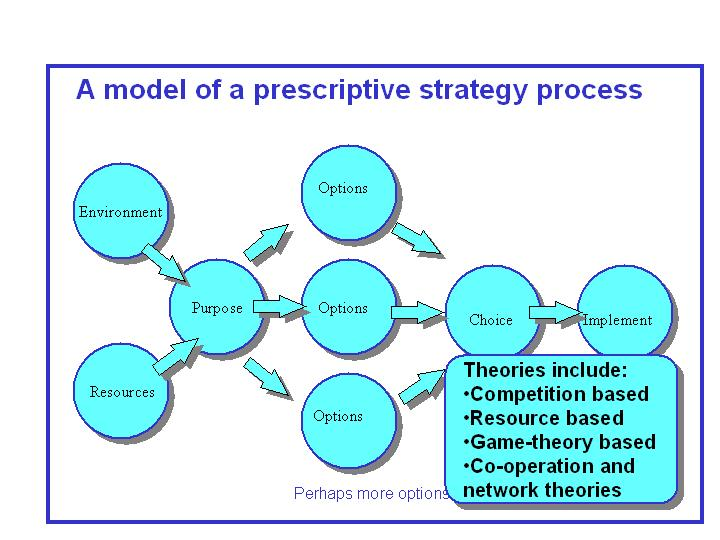 A model of a prescriptive strategy process
Options
Environment
Purpose
Options
Choice
Implement
Resources
Options
Theories include:
•Competition based
•Resource based
•Game-theory based
•Co-operation and
network theories
Perhaps more options